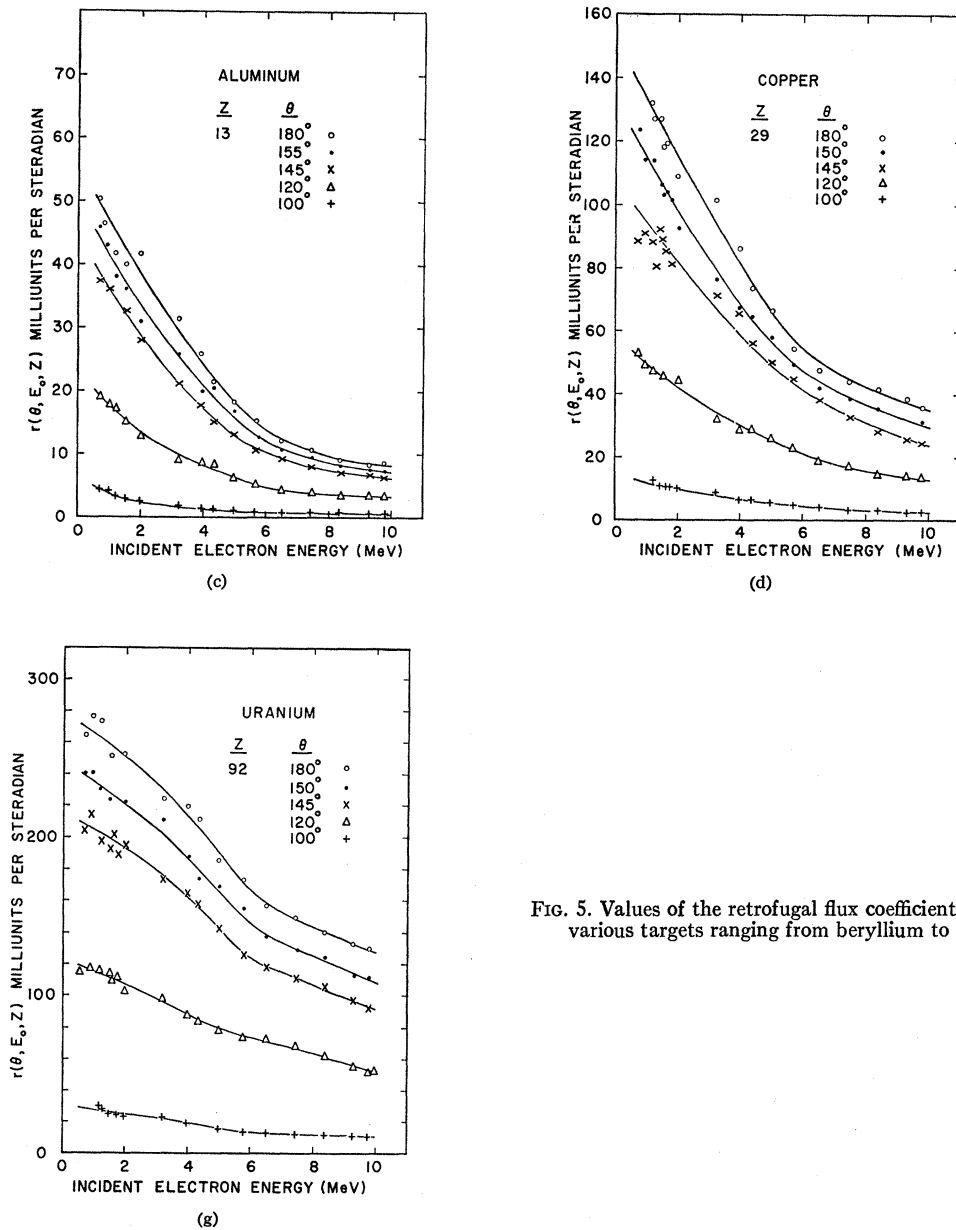 r(θ, E₀, Z) MILLIUNITS PER STERADIAN
70
60
50
40
30
20
10
0
ALUMINUM
Z θ
13 180° ○
155° •
145° ×
120° △
100° +
0 2 4 6 8 10
INCIDENT ELECTRON ENERGY (MeV)
(c)
r(θ, E₀, Z) MILLIUNITS PER STERADIAN
160
140
120
100
80
60
40
20
0
COPPER
Z θ
29 180° ○
150° •
145° ×
120° △
100° +
0 2 4 6 8 10
INCIDENT ELECTRON ENERGY (MeV)
(d)
r(θ, E₀, Z) MILLIUNITS PER STERADIAN
300
200
100
0
URANIUM
Z θ
92 180° ○
150° •
145° ×
120° △
100° +
0 2 4 6 8 10
INCIDENT ELECTRON ENERGY (MeV)
(g)
FIG. 5. Values of the retrofugal flux coefficient
various targets ranging from beryllium to